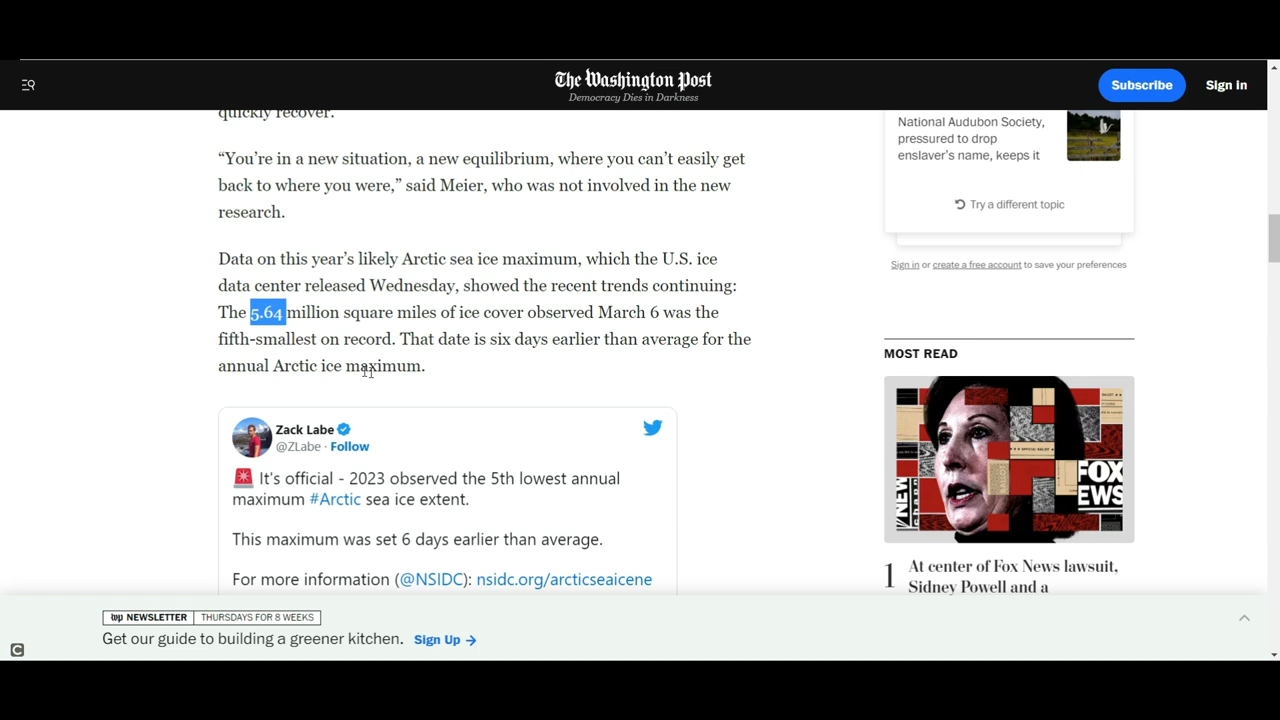 The Washington Post
Democracy Dies in Darkness
Subscribe
Sign in
quickly recover.
“You’re in a new situation, a new equilibrium, where you can’t easily get
back to where you were,” said Meier, who was not involved in the new
research.
Data on this year’s likely Arctic sea ice maximum, which the U.S. ice
data center released Wednesday, showed the recent trends continuing:
The 5.64 million square miles of ice cover observed March 6 was the
fifth-smallest on record. That date is six days earlier than average for the
annual Arctic ice maximum.
Zack Labe
@ZLabe · Follow
🚨 It's official - 2023 observed the 5th lowest annual
maximum #Arctic sea ice extent.
This maximum was set 6 days earlier than average.
For more information (@NSIDC): nsidc.org/arcticseaicene
National Audubon Society,
pressured to drop
enslaver’s name, keeps it
Try a different topic
Sign in or create a free account to save your preferences
MOST READ
NEW
FOX
EWS
1 At center of Fox News lawsuit,
Sidney Powell and a
wp NEWSLETTER THURSDAYS FOR 8 WEEKS
Get our guide to building a greener kitchen. Sign Up →